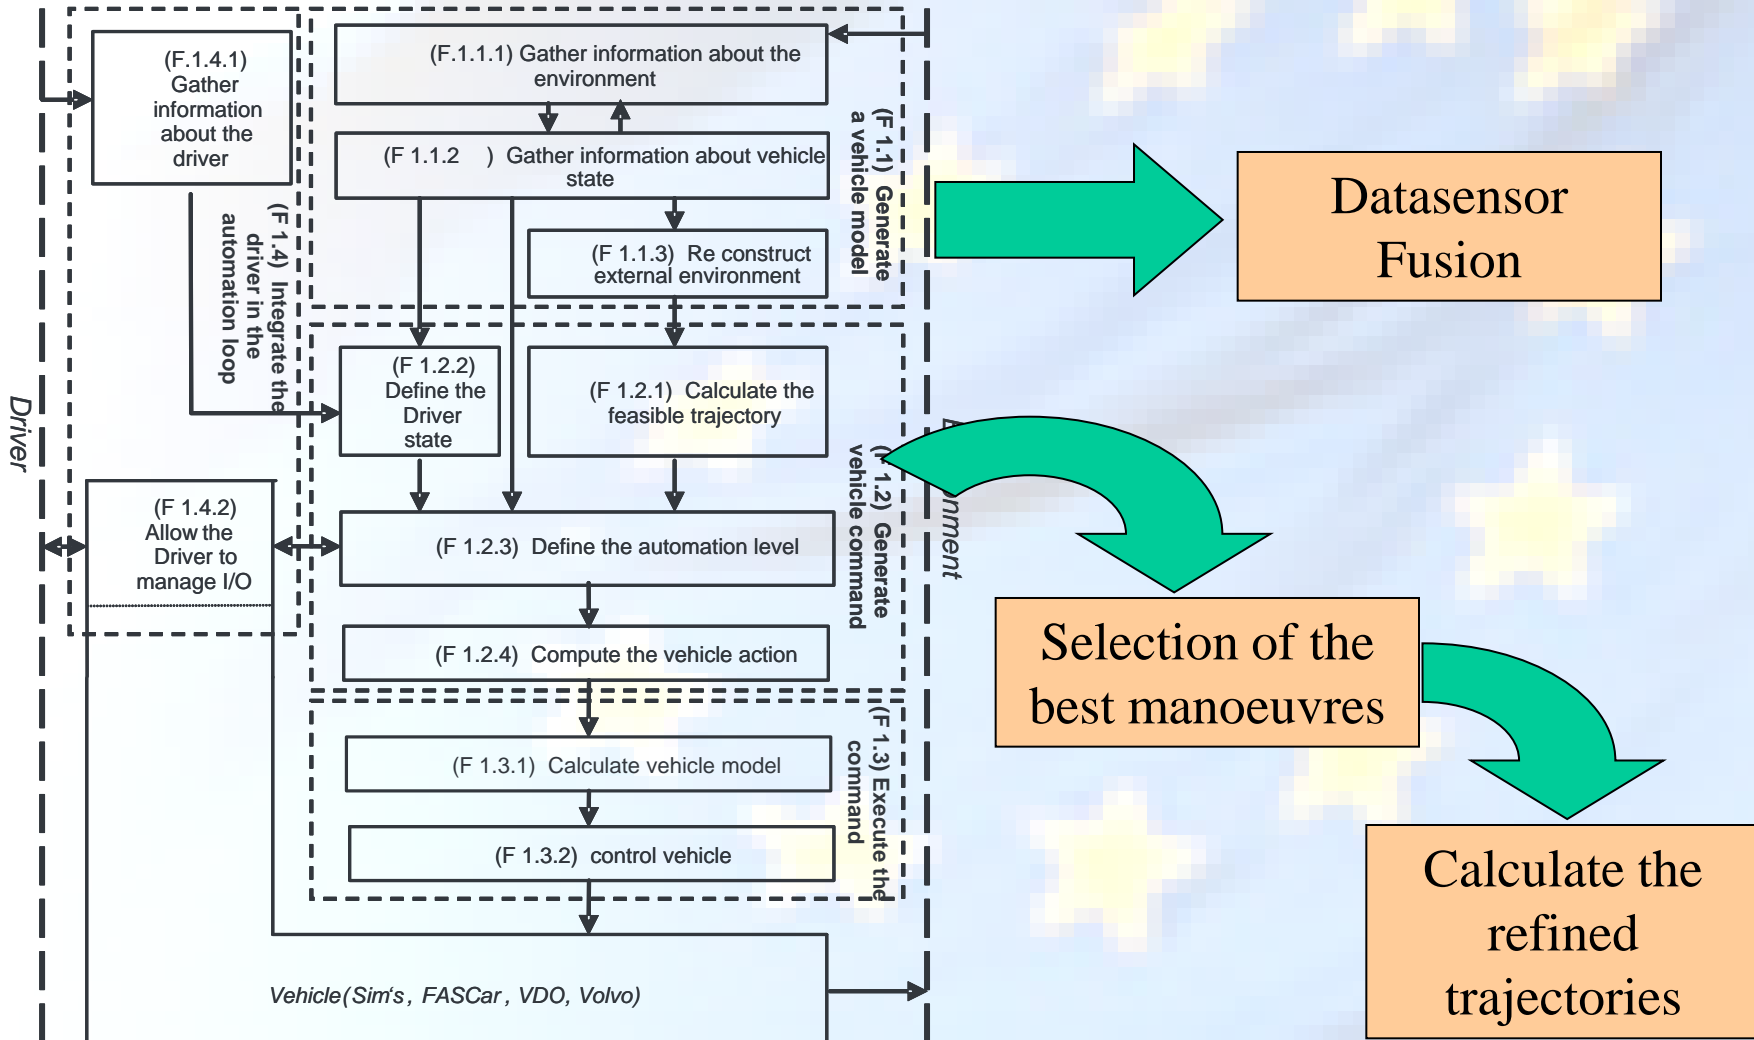 (F.1.4.1)
Gather
information
about the
driver
(F.1.1.1) Gather information about the
environment
(F 1.1.2 ) Gather information about vehicle
state
(F 1.1.3) Re construct
external environment
(F 1.1) Generate
a vehicle model
(F 1.4) Integrate the
driver in the
automation loop
Driver
(F 1.2.2)
Define the
Driver
state
(F 1.2.1) Calculate the
feasible trajectory
(F 1.4.2)
Allow the
Driver to
manage I/O
(F 1.2.3) Define the automation level
(F 1.2.4) Compute the vehicle action
1.2) Generate
vehicle command
(F 1.3.1) Calculate vehicle model
(F 1.3.2) control vehicle
(F 1.3) Execute the
command
Vehicle(Sim's, FASCar, VDO, Volvo)
Datasensor
Fusion
Selection of the
best manoeuvres
Calculate the
refined
trajectories